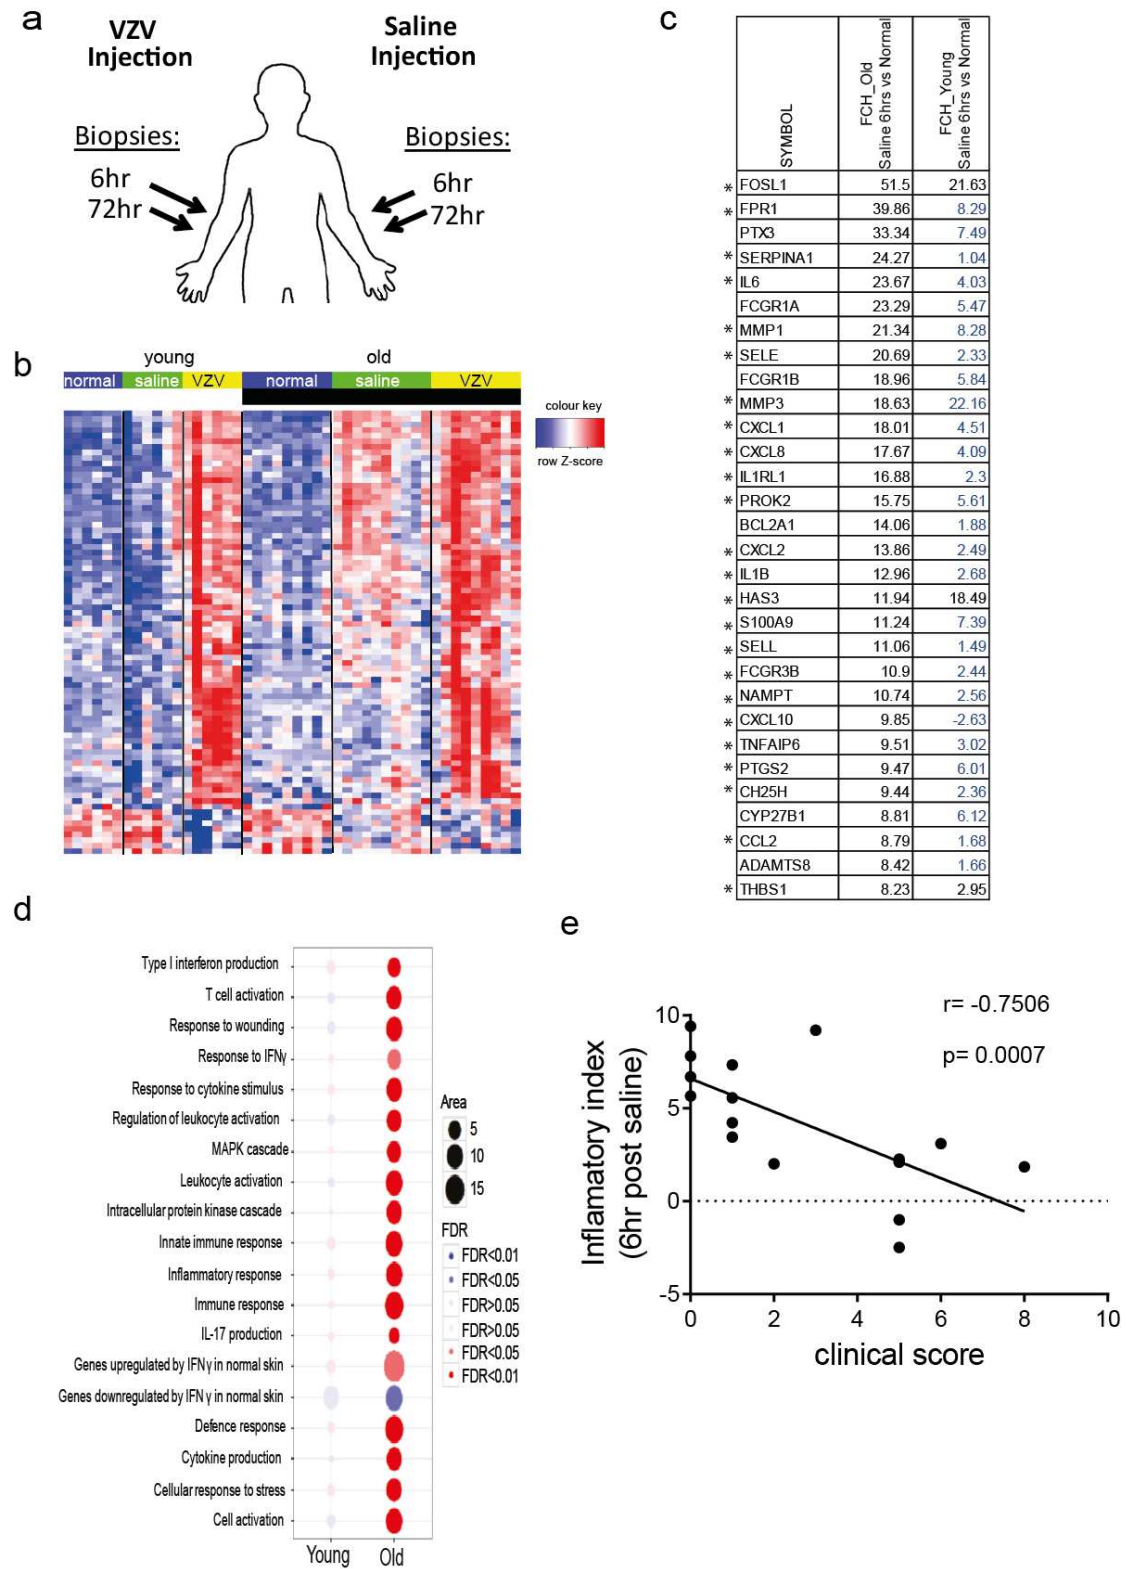 a
VZV
Injection
Saline
Injection
Biopsies:
6hr
72hr
Biopsies:
6hr
72hr
b
young old
normal saline VZV normal saline VZV
colour key
row Z-score
c
SYMBOL
FCH_Old
Saline 6hrs vs Normal
FCH_Young
Saline 6hrs vs Normal
* FOSL1 51.5 21.63
* FPR1 39.86 8.29
PTX3 33.34 7.49
* SERPINA1 24.27 1.04
* IL6 23.67 4.03
FCGR1A 23.29 5.47
* MMP1 21.34 8.28
* SELE 20.69 2.33
FCGR1B 18.96 5.84
* MMP3 18.63 22.16
* CXCL1 18.01 4.51
* CXCL8 17.67 4.09
* IL1RL1 16.88 2.3
* PROK2 15.75 5.61
BCL2A1 14.06 1.88
* CXCL2 13.86 2.49
* IL1B 12.96 2.68
* HAS3 11.94 18.49
* S100A9 11.24 7.39
* SELL 11.06 1.49
* FCGR3B 10.9 2.44
* NAMPT 10.74 2.56
* CXCL10 9.85 -2.63
* TNFAIP6 9.51 3.02
* PTGS2 9.47 6.01
* CH25H 9.44 2.36
CYP27B1 8.81 6.12
* CCL2 8.79 1.68
ADAMTS8 8.42 1.66
* THBS1 8.23 2.95
d
Type I interferon production
T cell activation
Response to wounding
Response to IFNγ
Response to cytokine stimulus
Regulation of leukocyte activation
MAPK cascade
Leukocyte activation
Intracellular protein kinase cascade
Innate immune response
Inflammatory response
Immune response
IL-17 production
Genes upregulated by IFNγ in normal skin
Genes downregulated by IFN γ in normal skin
Defence response
Cytokine production
Cellular response to stress
Cell activation
Young Old
Area
5
10
15
FDR
FDR<0.01
FDR<0.05
FDR>0.05
FDR>0.05
FDR<0.05
FDR<0.01
e
r= -0.7506
p= 0.0007
Inflamatory index
(6hr post saline)
10
5
0
-5
0 2 4 6 8 10
clinical score